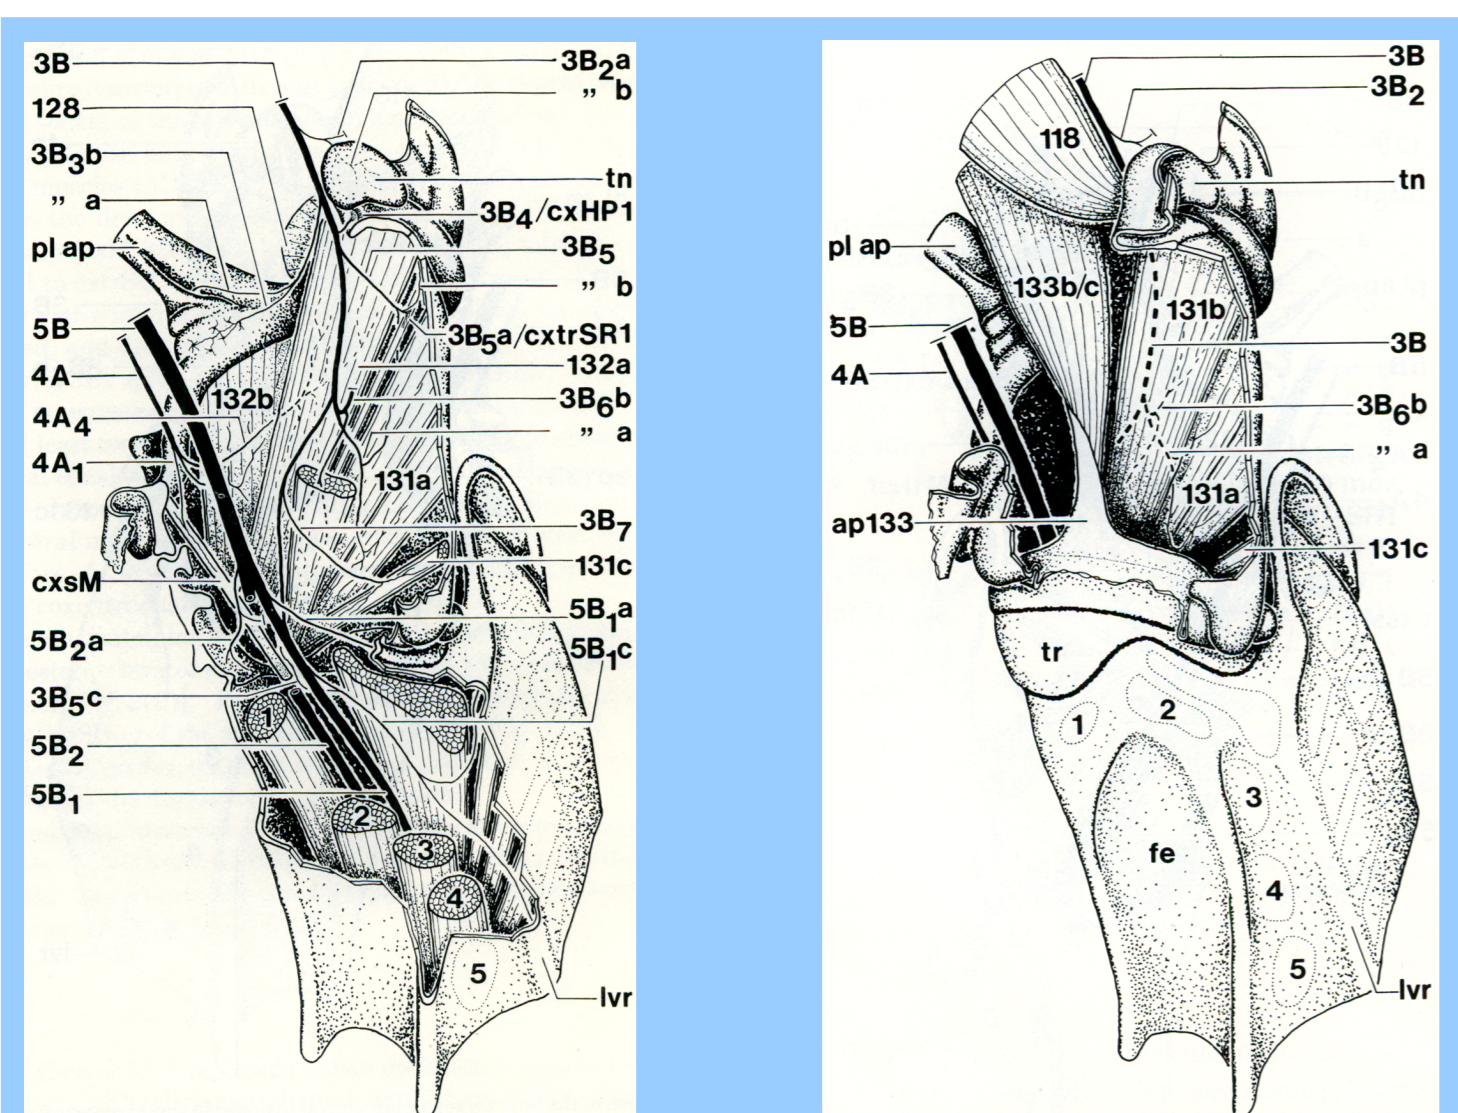 3B
128
3B3b
" a
pl ap
5B
4A
4A4
4A1
cxsM
5B2a
3B5c
5B2
5B1
3B2a
" b
tn
3B4/cxHP1
3B5
" b
3B5a/cxtrSR1
132a
3B6b
" a
3B7
131c
5B1a
5B1c
lvr
132b
131a
1
2
3
4
5
3B
3B2
tn
118
pl ap
133b/c
131b
5B
4A
3B
3B6b
" a
131a
ap133
131c
tr
1
2
3
fe
4
5
lvr